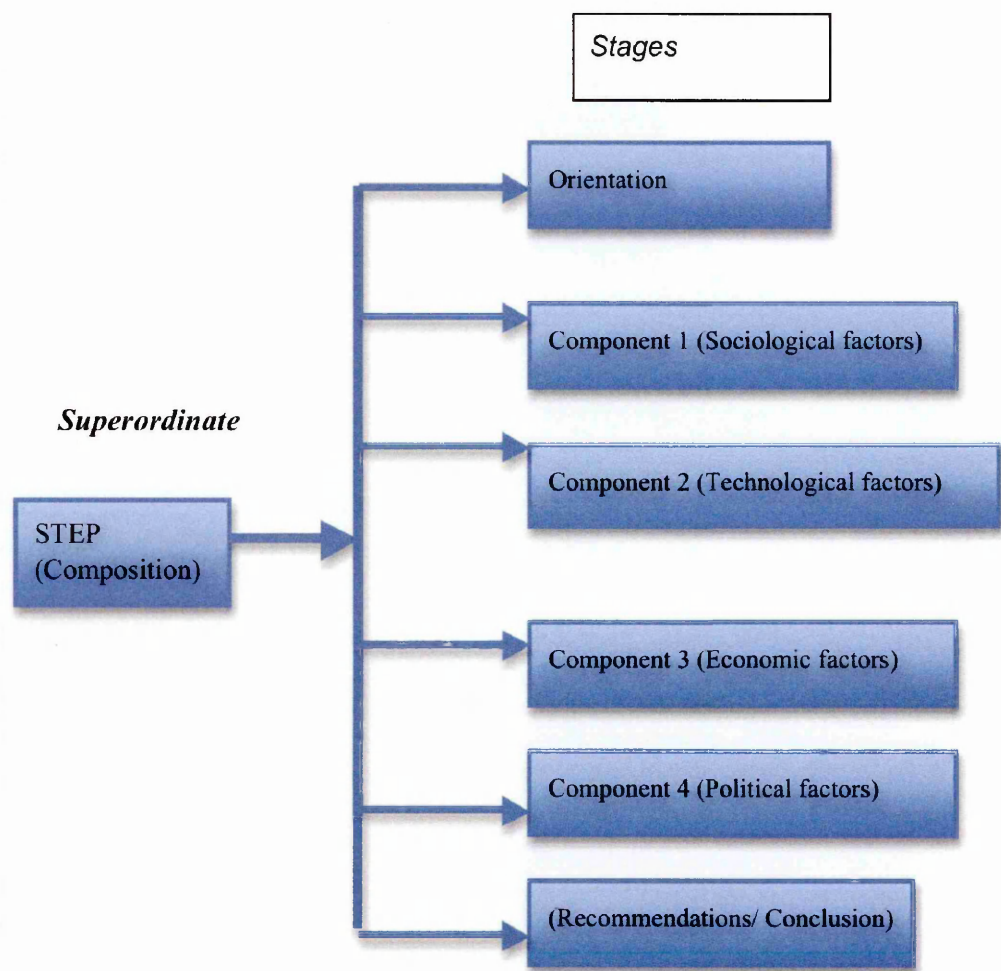 Stages
Orientation
Component 1 (Sociological factors)
Superordinate
Component 2 (Technological factors)
STEP
(Composition)
Component 3 (Economic factors)
Component 4 (Political factors)
(Recommendations/ Conclusion)